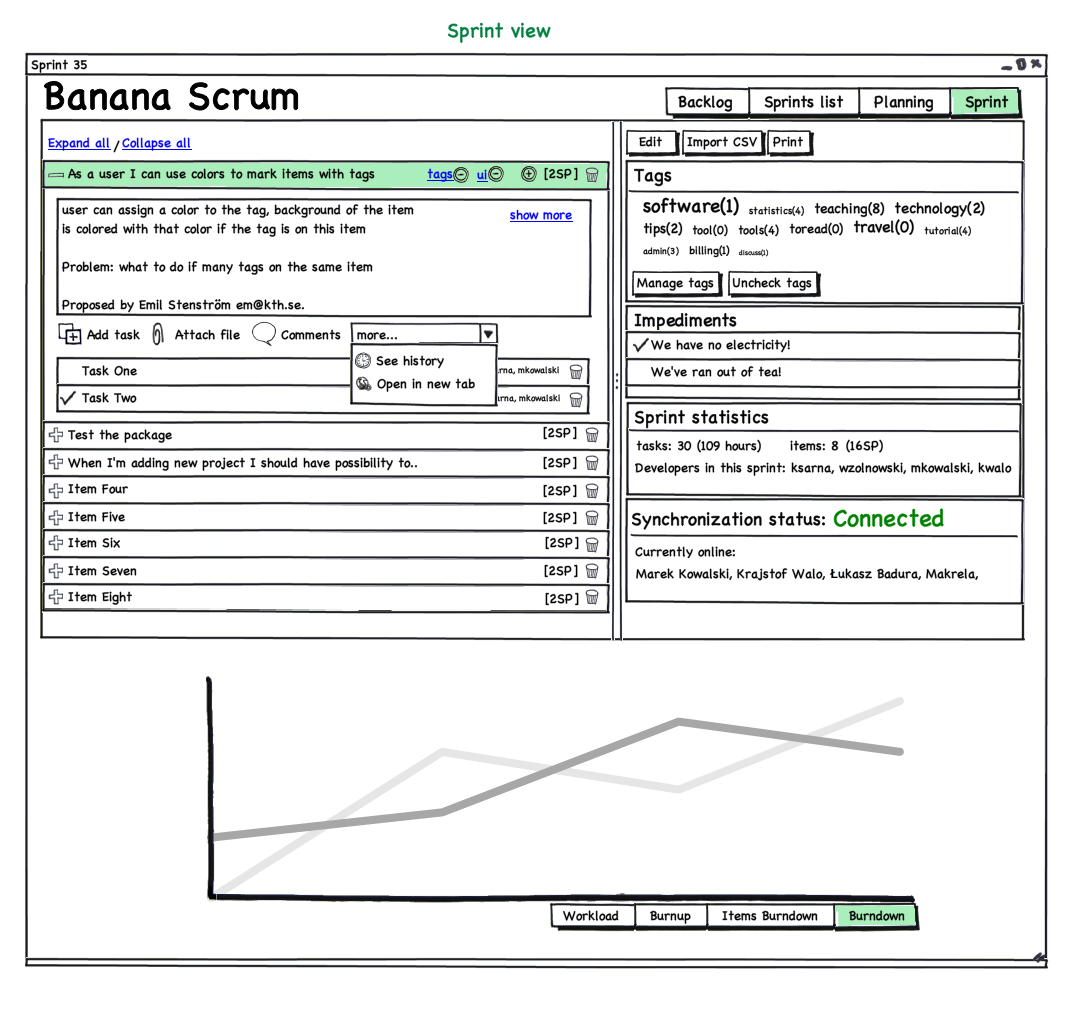 Sprint view
Sprint 35
Banana Scrum
Backlog Sprints list Planning Sprint
Expand all / Collapse all
As a user I can use colors to mark items with tags tags ui [2SP]
user can assign a color to the tag, background of the item
is colored with that color if the tag is on this item
show more
Problem: what to do if many tags on the same item
Proposed by Emil Stenström em@kth.se.
Add task Attach file Comments more...
See history
Open in new tab
Task One mkowalski
Task Two mkowalski
Test the package [2SP]
When I'm adding new project I should have possibility to.. [2SP]
Item Four [2SP]
Item Five [2SP]
Item Six [2SP]
Item Seven [2SP]
Item Eight [2SP]
Edit Import CSV Print
Tags
software(1) statistics(4) teaching(8) technology(2)
tips(2) tool(0) tools(4) toread(0) travel(0) tutorial(4)
admin(3) billing(1) discuss(1)
Manage tags Uncheck tags
Impediments
We have no electricity!
We've ran out of tea!
Sprint statistics
tasks: 30 (109 hours) items: 8 (16SP)
Developers in this sprint: ksarna, wzolnowski, mkowalski, kwalo
Synchronization status: Connected
Currently online:
Marek Kowalski, Krajstof Walo, Łukasz Badura, Makrela,
Workload Burnup Items Burndown Burndown